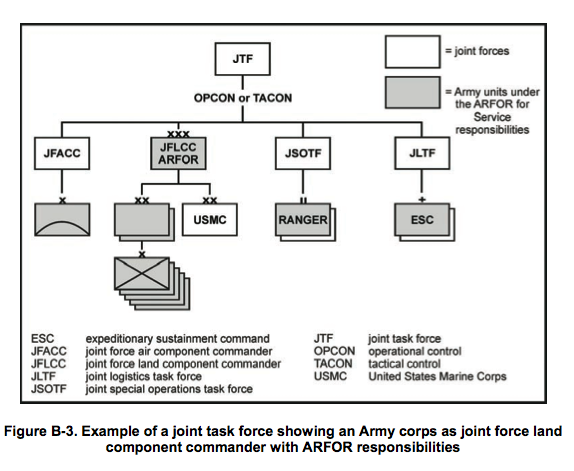 JTF
= joint forces
OPCON or TACON
= Army units under
the ARFOR for
Service
responsibilities
XXX
JFACC
JFLCC
ARFOR
JSOTF
JLTF
X
XX
XX
II
+
USMC
RANGER
ESC
X
ESC expeditionary sustainment command
JFACC joint force air component commander
JFLCC joint force land component commander
JLTF joint logistics task force
JSOTF joint special operations task force
JTF joint task force
OPCON operational control
TACON tactical control
USMC United States Marine Corps
Figure B-3. Example of a joint task force showing an Army corps as joint force land
component commander with ARFOR responsibilities